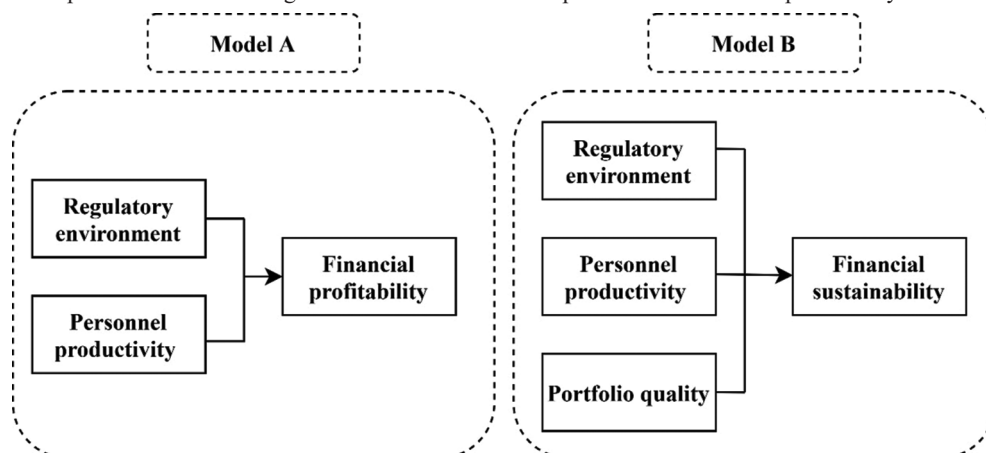 Model A
Regulatory
environment
Personnel
productivity
Financial
profitability
Model B
Regulatory
environment
Personnel
productivity
Portfolio quality
Financial
sustainability